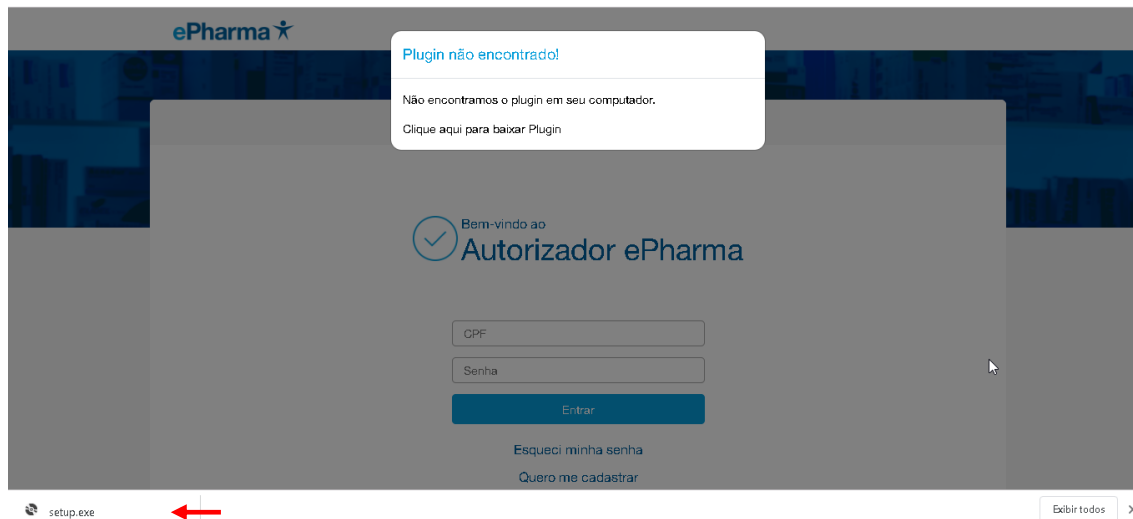 ePharma
Plugin não encontrado!
Não encontramos o plugin em seu computador.
Clique aqui para baixar Plugin
Bem-vindo ao
Autorizador ePharma
CPF
Senha
Entrar
Esqueci minha senha
Quero me cadastrar
setup.exe
Exibir todos